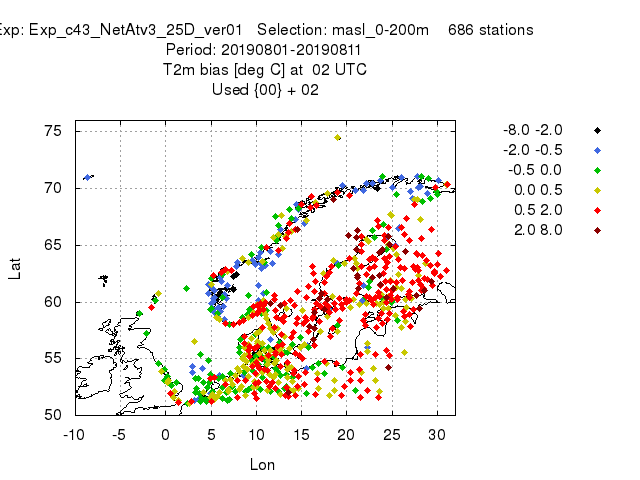 Exp: Exp_c43_NetAtv3_25D_ver01   Selection: masl_0-200m    686 stations
Period: 20190801-20190811
T2m bias [deg C] at  02 UTC
Used {00} + 02
-8.0 -2.0
-2.0 -0.5
-0.5 0.0
0.0 0.5
0.5 2.0
2.0 8.0
75
70
65
60
55
50
Lat
-10 -5 0 5 10 15 20 25 30
Lon